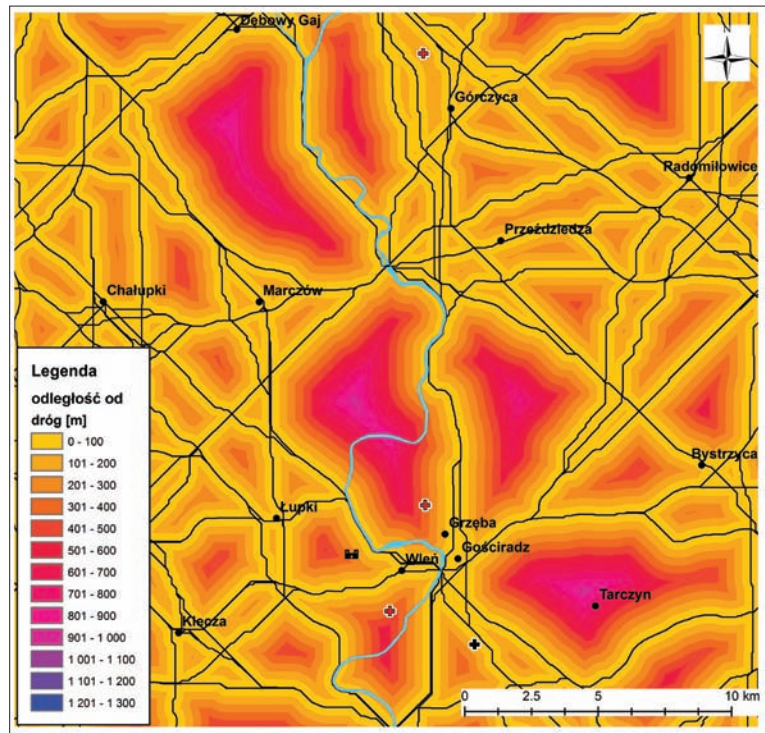 Dębowy Gaj
N
Górczyca
Radomiłowice
Przeździedza
Chałupki
Marczów
Legenda
odległość od
dróg [m]
0 - 100
101 - 200
201 - 300
301 - 400
401 - 500
501 - 600
601 - 700
701 - 800
801 - 900
901 - 1 000
1 001 - 1 100
1 101 - 1 200
1 201 - 1 300
Bystrzyca
Łupki
Grzęba
Gościradz
Wleń
Tarczyn
Klęcza
0 2.5 5 10 km